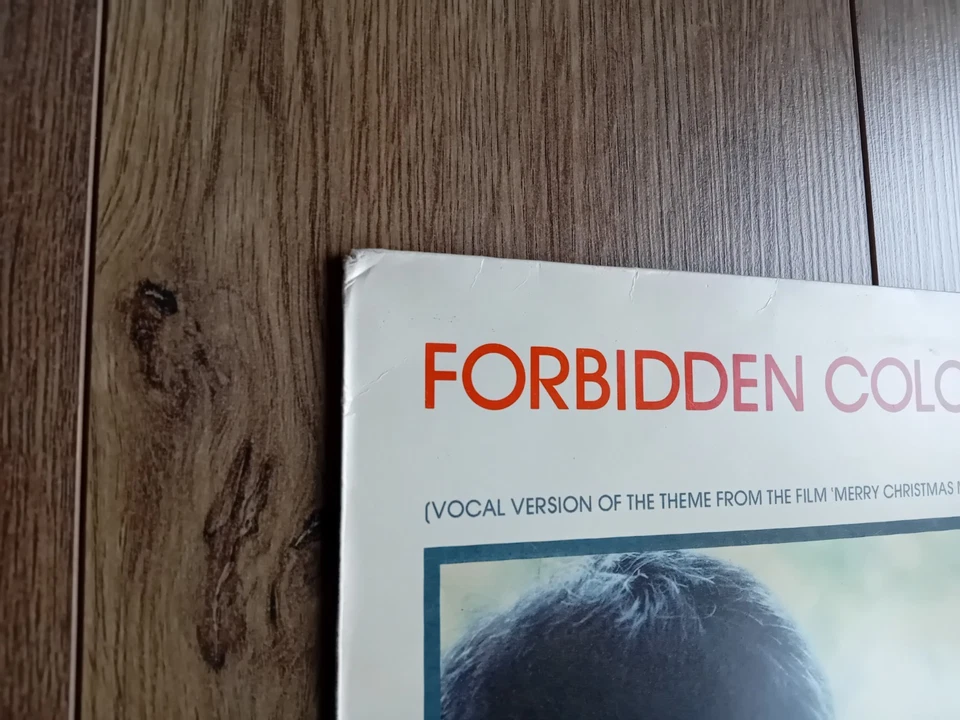 FORBIDDEN COLO
(VOCAL VERSION OF THE THEME FROM THE FILM 'MERRY CHRISTMAS